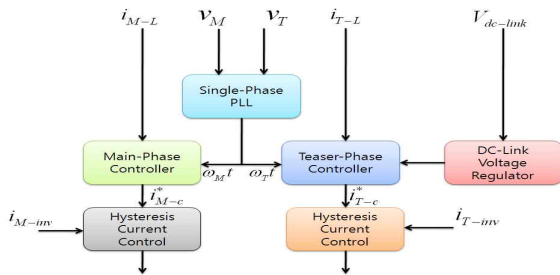 i_{M-L}
v_M
v_T
i_{T-L}
V_{dc-link}
Single-Phase
PLL
Main-Phase
Controller
ω_M t
ω_T t
Teaser-Phase
Controller
DC-Link
Voltage
Regulator
i*_{M-c}
i*_{T-c}
i_{M-inv}
Hysteresis
Current
Control
Hysteresis
Current
Control
i_{T-inv}